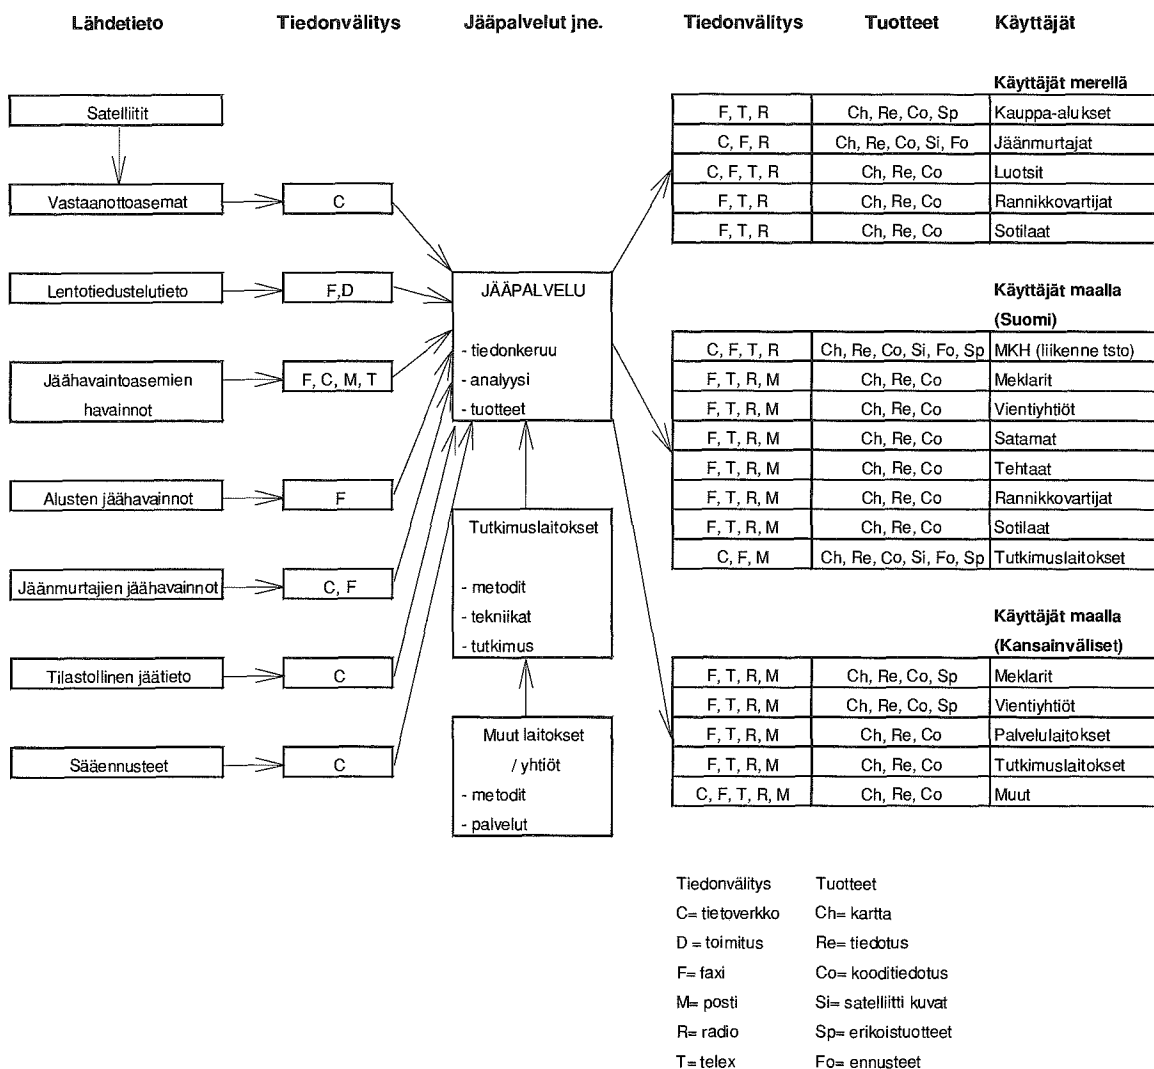 Lähdetieto Tiedonvälitys Jääpalvelut jne. Tiedonvälitys Tuotteet Käyttäjät
Satelliitit
Vastaanottoasemat C
Lentotiedustelutieto F,D
Jäähavaintoasemien
havainnot
F, C, M, T
Alusten jäähavainnot F
Jäänmurtajien jäähavainnot C, F
Tilastollinen jäätieto C
Sääennusteet C
JÄÄPALVELU
- tiedonkeruu
- analyysi
- tuotteet
Tutkimuslaitokset
- metodit
- tekniikat
- tutkimus
Muut laitokset
/ yhtiöt
- metodit
- palvelut
Käyttäjät merellä
F, T, R Ch, Re, Co, Sp Kauppa-alukset
C, F, R Ch, Re, Co, Si, Fo Jäänmurtajat
C, F, T, R Ch, Re, Co Luotsit
F, T, R Ch, Re, Co Rannikkovartijat
F, T, R Ch, Re, Co Sotilaat
Käyttäjät maalla
(Suomi)
C, F, T, R Ch, Re, Co, Si, Fo, Sp MKH (liikenne tsto)
F, T, R, M Ch, Re, Co Meklarit
F, T, R, M Ch, Re, Co Vientiyhtiöt
F, T, R, M Ch, Re, Co Satamat
F, T, R, M Ch, Re, Co Tehtaat
F, T, R, M Ch, Re, Co Rannikkovartijat
F, T, R, M Ch, Re, Co Sotilaat
C, F, M Ch, Re, Co, Si, Fo, Sp Tutkimuslaitokset
Käyttäjät maalla
(Kansainväliset)
F, T, R, M Ch, Re, Co, Sp Meklarit
F, T, R, M Ch, Re, Co, Sp Vientiyhtiöt
F, T, R, M Ch, Re, Co Palvelulaitokset
F, T, R, M Ch, Re, Co Tutkimuslaitokset
C, F, T, R, M Ch, Re, Co Muut
Tiedonvälitys Tuotteet
C= tietoverkko Ch= kartta
D = toimitus Re= tiedotus
F= faxi Co= kooditiedotus
M= posti Si= satelliitti kuvat
R= radio Sp= erikoistuotteet
T= telex Fo= ennusteet